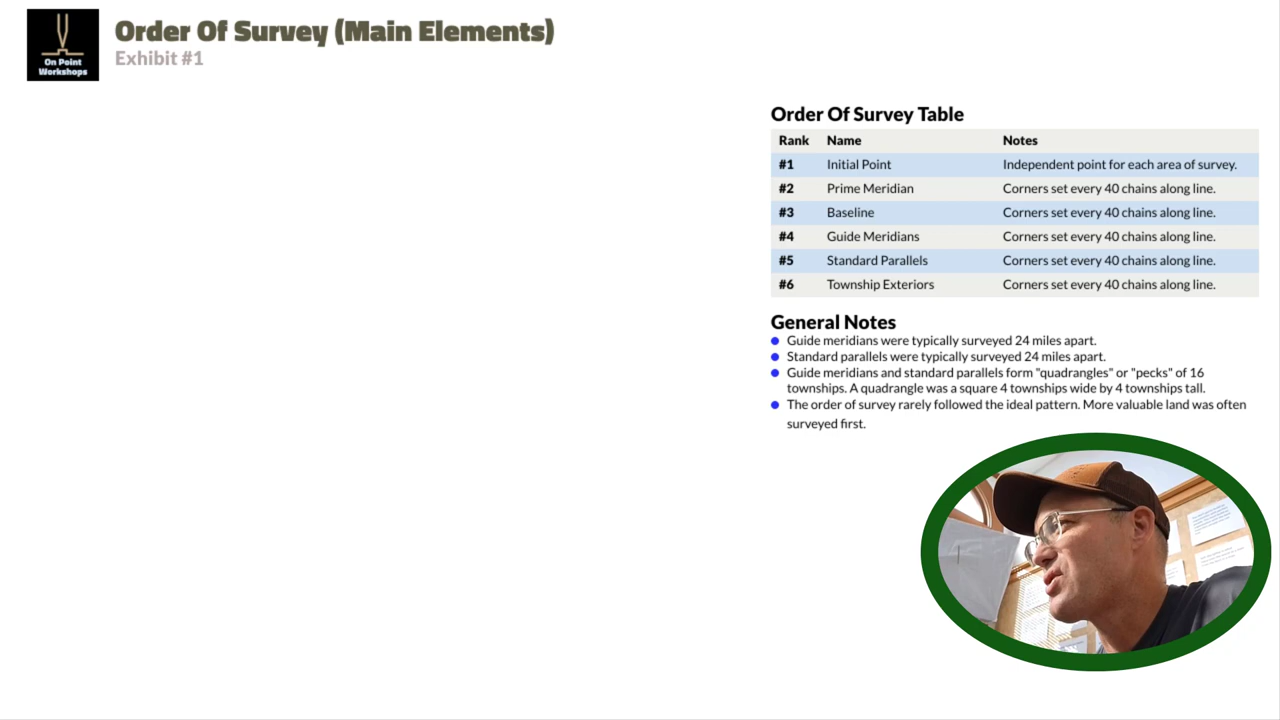 On Point
Workshops
Order Of Survey (Main Elements)
Exhibit #1
Order Of Survey Table
Rank Name Notes
#1 Initial Point Independent point for each area of survey.
#2 Prime Meridian Corners set every 40 chains along line.
#3 Baseline Corners set every 40 chains along line.
#4 Guide Meridians Corners set every 40 chains along line.
#5 Standard Parallels Corners set every 40 chains along line.
#6 Township Exteriors Corners set every 40 chains along line.
General Notes
Guide meridians were typically surveyed 24 miles apart.
Standard parallels were typically surveyed 24 miles apart.
Guide meridians and standard parallels form "quadrangles" or "pecks" of 16
townships. A quadrangle was a square 4 townships wide by 4 townships tall.
The order of survey rarely followed the ideal pattern. More valuable land was often
surveyed first.